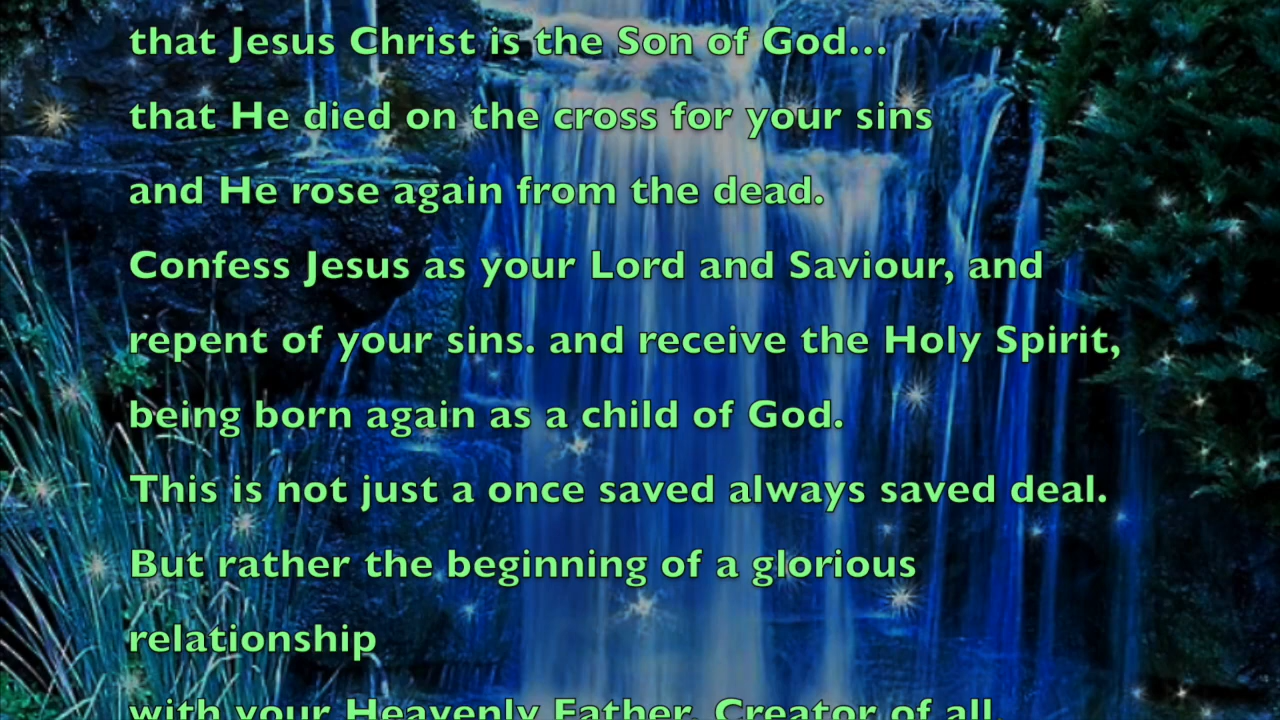 that Jesus Christ is the Son of God...
that He died on the cross for your sins
and He rose again from the dead.
Confess Jesus as your Lord and Saviour, and
repent of your sins. and receive the Holy Spirit,
being born again as a child of God.
This is not just a once saved always saved deal.
But rather the beginning of a glorious
relationship
with your Heavenly Father, Creator of all.